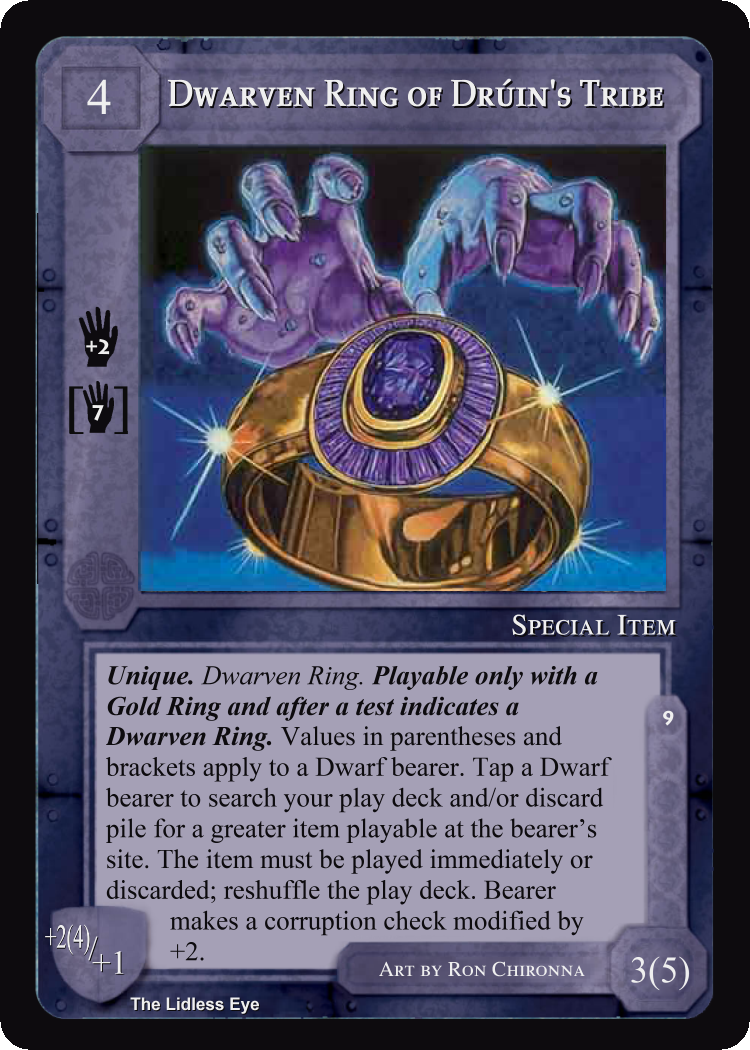 4
Dwarven Ring of Drúin's Tribe
+2
[7]
Special Item
Unique. Dwarven Ring. Playable only with a
Gold Ring and after a test indicates a
Dwarven Ring. Values in parentheses and
brackets apply to a Dwarf bearer. Tap a Dwarf
bearer to search your play deck and/or discard
pile for a greater item playable at the bearer's
site. The item must be played immediately or
discarded; reshuffle the play deck. Bearer
makes a corruption check modified by
+2.
9
+2(4)/+1
Art by Ron Chironna
3(5)
The Lidless Eye